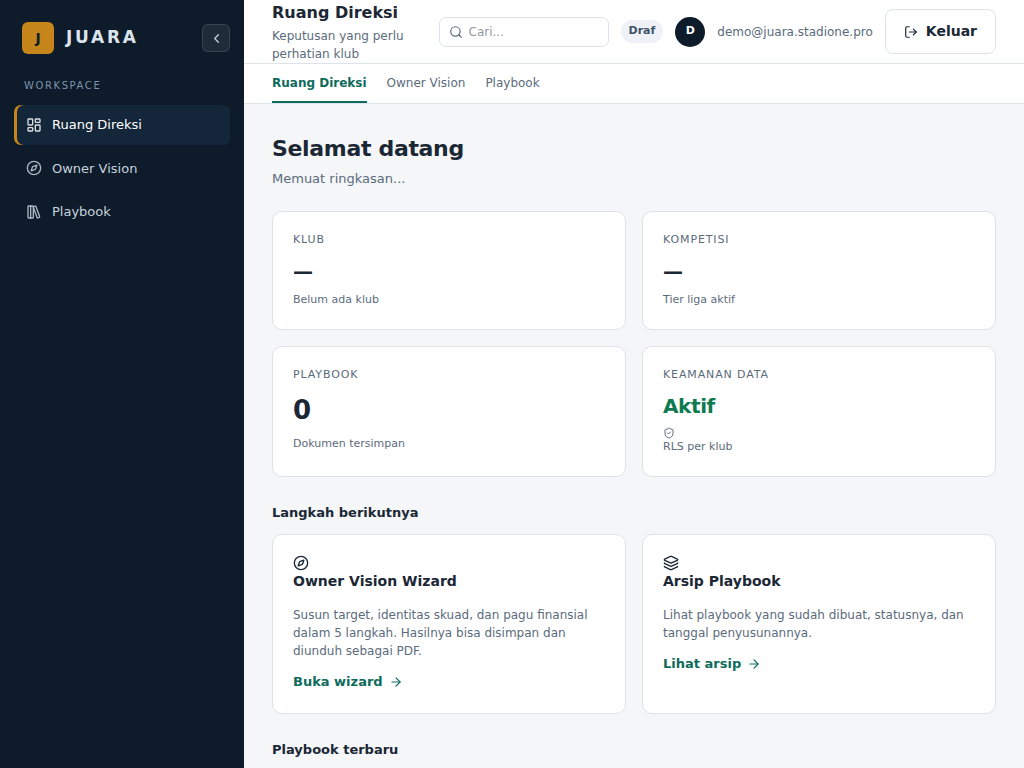 J JUARA
WORKSPACE
Ruang Direksi
Owner Vision
Playbook
Ruang Direksi
Keputusan yang perlu
perhatian klub
Cari...
Draf
D
demo@juara.stadione.pro
Keluar
Ruang Direksi Owner Vision Playbook
Selamat datang
Memuat ringkasan...
KLUB
—
Belum ada klub
KOMPETISI
—
Tier liga aktif
PLAYBOOK
0
Dokumen tersimpan
KEAMANAN DATA
Aktif
RLS per klub
Langkah berikutnya
Owner Vision Wizard
Susun target, identitas skuad, dan pagu finansial
dalam 5 langkah. Hasilnya bisa disimpan dan
diunduh sebagai PDF.
Buka wizard
Arsip Playbook
Lihat playbook yang sudah dibuat, statusnya, dan
tanggal penyusunannya.
Lihat arsip
Playbook terbaru